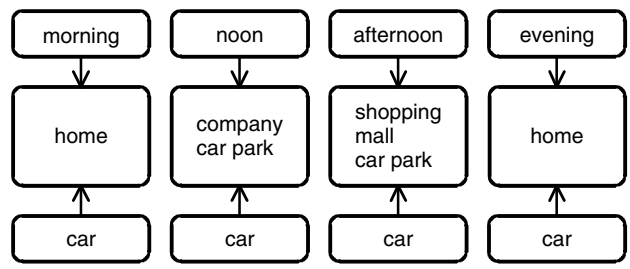 morning
noon
afternoon
evening
home
company
car park
shopping
mall
car park
home
car
car
car
car